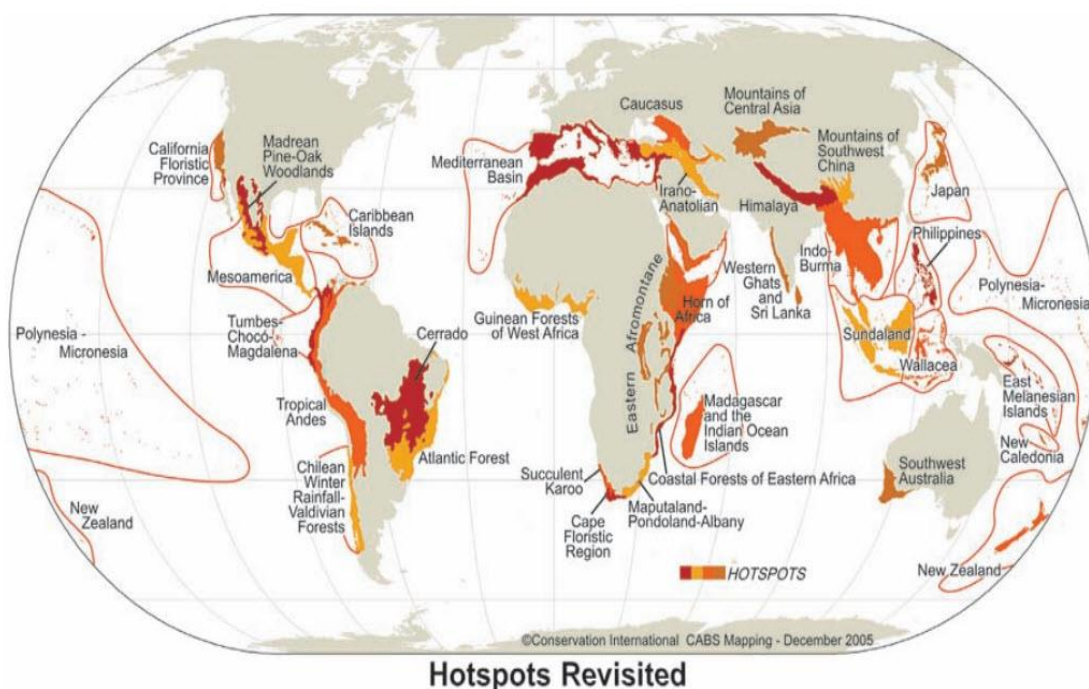 California
Floristic
Province
Madrean
Pine-Oak
Woodlands
Caribbean
Islands
Mesoamerica
Polynesia -
Micronesia
Tumbes-
Chocó-
Magdalena
Cerrado
Tropical
Andes
Atlantic Forest
Chilean
Winter
Rainfall-
Valdivian
Forests
New
Zealand
Mediterranean
Basin
Caucasus
Irano-
Anatolian
Mountains of
Central Asia
Mountains of
Southwest
China
Himalaya
Japan
Philippines
Indo-
Burma
Western
Ghats
and
Sri Lanka
Guinean Forests
of West Africa
Eastern Afromontane
Horn of
Africa
Sundaland
Wallacea
Polynesia-
Micronesia
East
Melanesian
Islands
New
Caledonia
Madagascar
and the
Indian Ocean
Islands
Coastal Forests of Eastern Africa
Succulent
Karoo
Maputaland-
Pondoland-Albany
Cape
Floristic
Region
Southwest
Australia
New Zealand
HOTSPOTS
©Conservation International CABS Mapping - December 2005
Hotspots Revisited